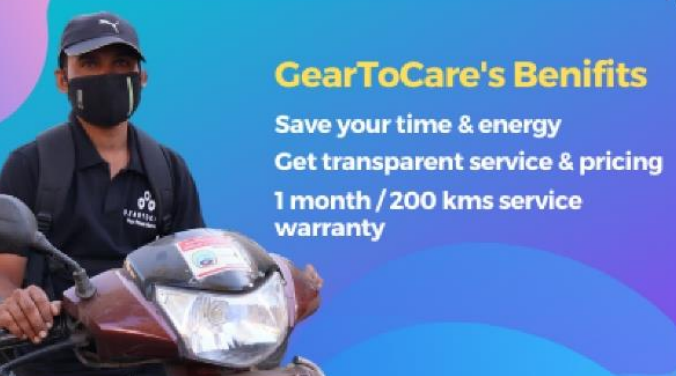 GearToCare's Benifits
Save your time & energy
Get transparent service & pricing
1 month / 200 kms service
warranty